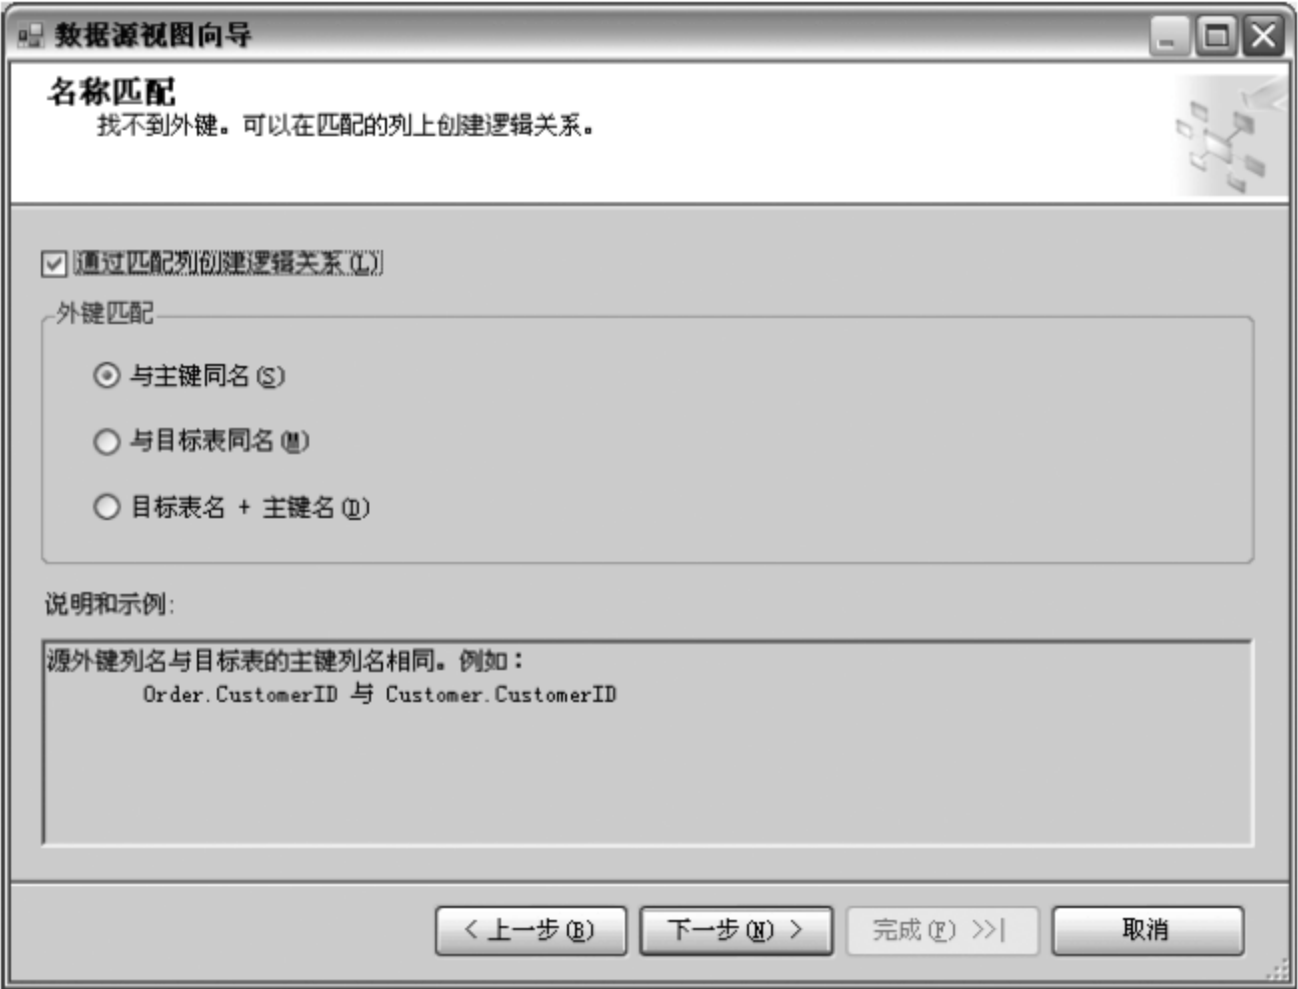 数据源视图向导
名称匹配
找不到外键。可以在匹配的列上创建逻辑关系。
通过匹配列创建逻辑关系(L)
外键匹配
与主键同名(S)
与目标表同名(M)
目标表名 + 主键名(D)
说明和示例:
源外键列名与目标表的主键列名相同。例如：
Order.CustomerID 与 Customer.CustomerID
< 上一步(B) 下一步(N) > 完成(F) >>| 取消